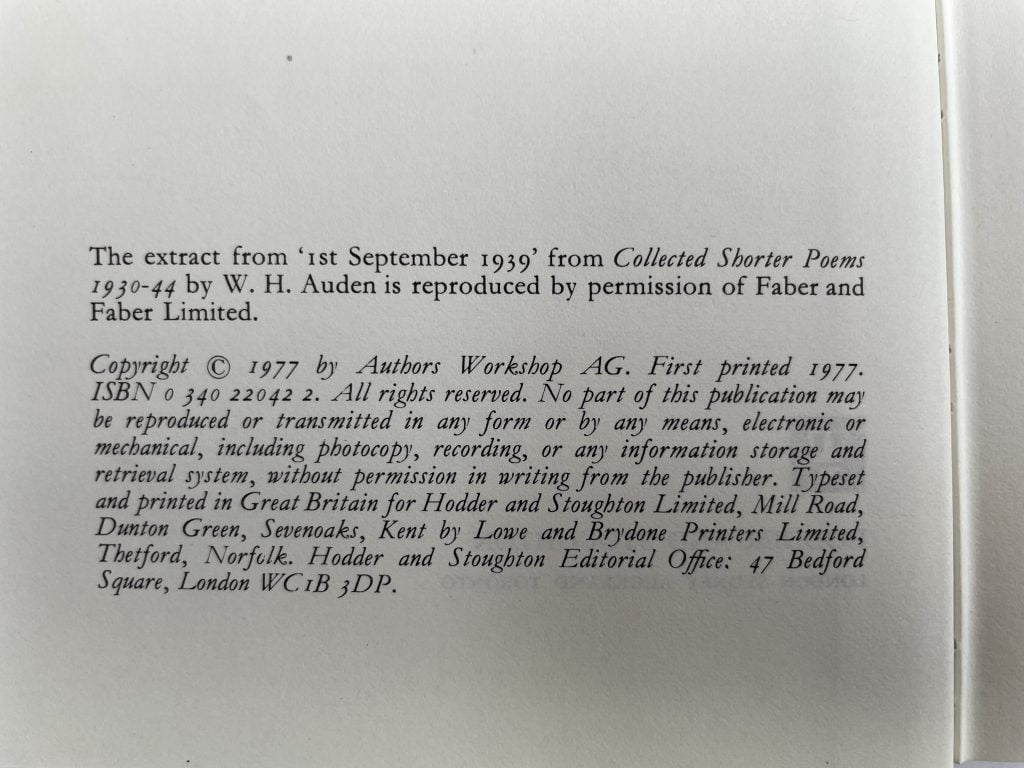 The extract from ‘1st September 1939’ from Collected Shorter Poems
1930-44 by W. H. Auden is reproduced by permission of Faber and
Faber Limited.
Copyright © 1977 by Authors Workshop AG. First printed 1977.
ISBN 0 340 22042 2. All rights reserved. No part of this publication may
be reproduced or transmitted in any form or by any means, electronic or
mechanical, including photocopy, recording, or any information storage and
retrieval system, without permission in writing from the publisher. Typeset
and printed in Great Britain for Hodder and Stoughton Limited, Mill Road,
Dunton Green, Sevenoaks, Kent by Lowe and Brydone Printers Limited,
Thetford, Norfolk. Hodder and Stoughton Editorial Office: 47 Bedford
Square, London WC1B 3DP.